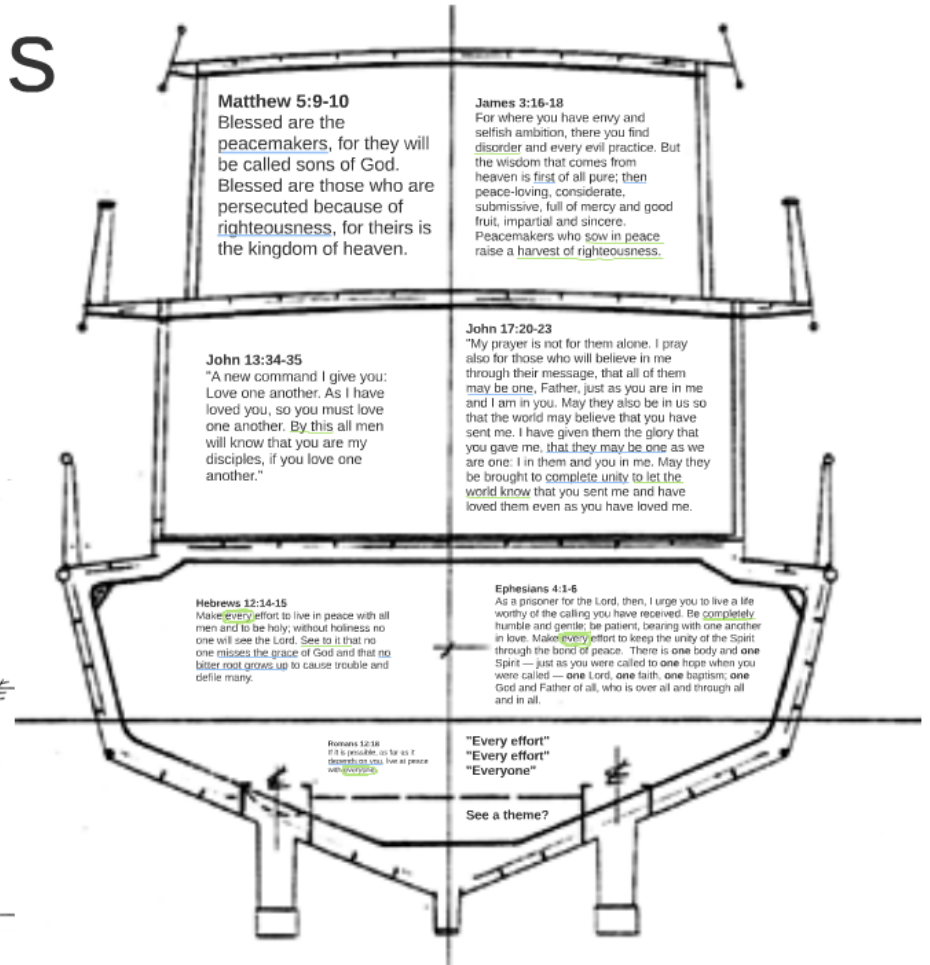 s
Matthew 5:9-10
Blessed are the
peacemakers, for they will
be called sons of God.
Blessed are those who are
persecuted because of
righteousness, for theirs is
the kingdom of heaven.
James 3:16-18
For where you have envy and
selfish ambition, there you find
disorder and every evil practice. But
the wisdom that comes from
heaven is first of all pure; then
peace-loving, considerate,
submissive, full of mercy and good
fruit, impartial and sincere.
Peacemakers who sow in peace
raise a harvest of righteousness.
John 13:34-35
"A new command I give you:
Love one another. As I have
loved you, so you must love
one another. By this all men
will know that you are my
disciples, if you love one
another."
John 17:20-23
"My prayer is not for them alone. I pray
also for those who will believe in me
through their message, that all of them
may be one, Father, just as you are in me
and I am in you. May they also be in us so
that the world may believe that you have
sent me. I have given them the glory that
you gave me, that they may be one as we
are one: I in them and you in me. May they
be brought to complete unity to let the
world know that you sent me and have
loved them even as you have loved me.
Hebrews 12:14-15
Make every effort to live in peace with all
men and to be holy; without holiness no
one will see the Lord. See to it that no
one misses the grace of God and that no
bitter root grows up to cause trouble and
defile many.
Ephesians 4:1-6
As a prisoner for the Lord, then, I urge you to live a life
worthy of the calling you have received. Be completely
humble and gentle; be patient, bearing with one another
in love. Make every effort to keep the unity of the Spirit
through the bond of peace. There is one body and one
Spirit — just as you were called to one hope when you
were called — one Lord, one faith, one baptism; one
God and Father of all, who is over all and through all
and in all.
Romans 12:18
If it is possible, as far as it
depends on you, live at peace
with everyone.
"Every effort"
"Every effort"
"Everyone"
See a theme?